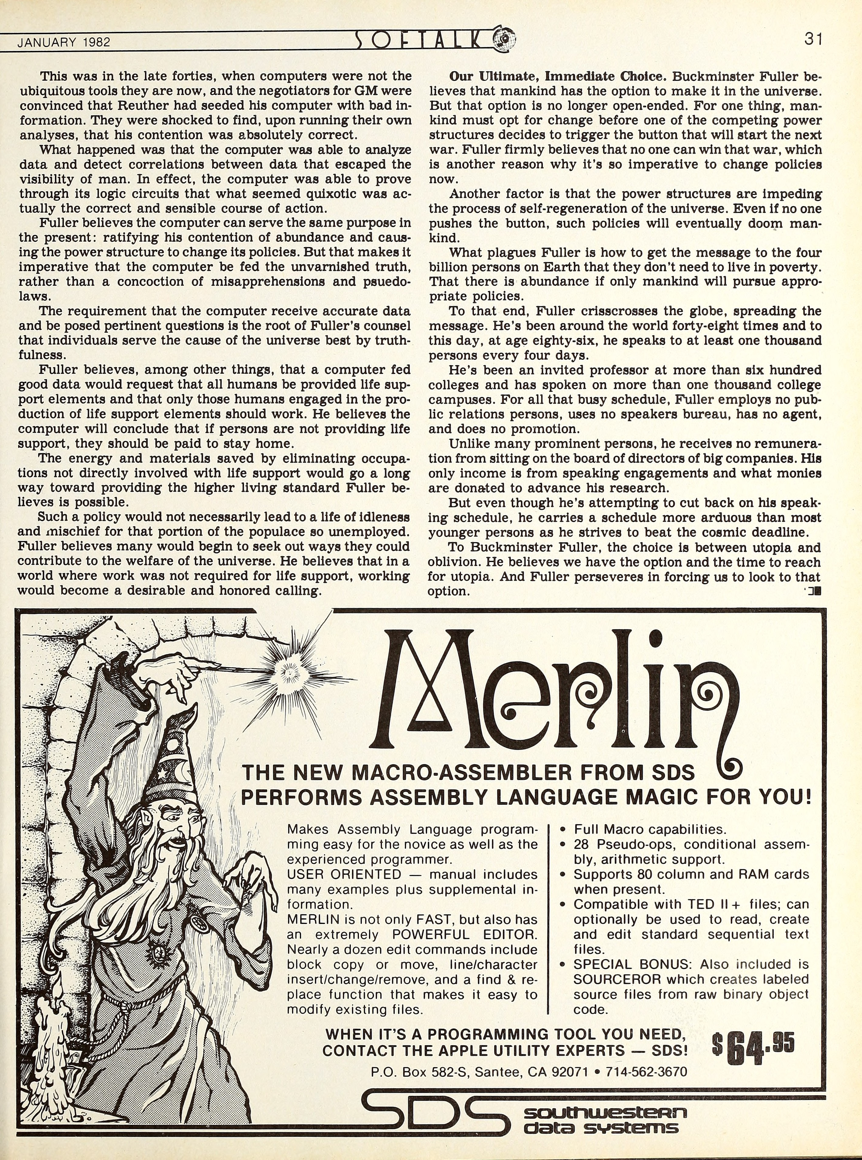 JANUARY 1982
SOFTALK
31
This was in the late forties, when computers were not the
ubiquitous tools they are now, and the negotiators for GM were
convinced that Reuther had seeded his computer with bad in-
formation. They were shocked to find, upon running their own
analyses, that his contention was absolutely correct.
What happened was that the computer was able to analyze
data and detect correlations between data that escaped the
visibility of man. In effect, the computer was able to prove
through its logic circuits that what seemed quixotic was ac-
tually the correct and sensible course of action.
Fuller believes the computer can serve the same purpose in
the present: ratifying his contention of abundance and caus-
ing the power structure to change its policies. But that makes it
imperative that the computer be fed the unvarnished truth,
rather than a concoction of misapprehensions and psuedo-
laws.
The requirement that the computer receive accurate data
and be posed pertinent questions is the root of Fuller's counsel
that individuals serve the cause of the universe best by truth-
fulness.
Fuller believes, among other things, that a computer fed
good data would request that all humans be provided life sup-
port elements and that only those humans engaged in the pro-
duction of life support elements should work. He believes the
computer will conclude that if persons are not providing life
support, they should be paid to stay home.
The energy and materials saved by eliminating occupa-
tions not directly involved with life support would go a long
way toward providing the higher living standard Fuller be-
lieves is possible.
Such a policy would not necessarily lead to a life of idleness
and mischief for that portion of the populace so unemployed.
Fuller believes many would begin to seek out ways they could
contribute to the welfare of the universe. He believes that in a
world where work was not required for life support, working
would become a desirable and honored calling.
Our Ultimate, Immediate Choice. Buckminster Fuller be-
lieves that mankind has the option to make it in the universe.
But that option is no longer open-ended. For one thing, man-
kind must opt for change before one of the competing power
structures decides to trigger the button that will start the next
war. Fuller firmly believes that no one can win that war, which
is another reason why it's so imperative to change policies
now.
Another factor is that the power structures are impeding
the process of self-regeneration of the universe. Even if no one
pushes the button, such policies will eventually doom man-
kind.
What plagues Fuller is how to get the message to the four
billion persons on Earth that they don't need to live in poverty.
That there is abundance if only mankind will pursue appro-
priate policies.
To that end, Fuller crisscrosses the globe, spreading the
message. He's been around the world forty-eight times and to
this day, at age eighty-six, he speaks to at least one thousand
persons every four days.
He's been an invited professor at more than six hundred
colleges and has spoken on more than one thousand college
campuses. For all that busy schedule, Fuller employs no pub-
lic relations persons, uses no speakers bureau, has no agent,
and does no promotion.
Unlike many prominent persons, he receives no remunera-
tion from sitting on the board of directors of big companies. His
only income is from speaking engagements and what monies
are donated to advance his research.
But even though he's attempting to cut back on his speak-
ing schedule, he carries a schedule more arduous than most
younger persons as he strives to beat the cosmic deadline.
To Buckminster Fuller, the choice is between utopia and
oblivion. He believes we have the option and the time to reach
for utopia. And Fuller perseveres in forcing us to look to that
option.
Merlin
THE NEW MACRO-ASSEMBLER FROM SDS
PERFORMS ASSEMBLY LANGUAGE MAGIC FOR YOU!
Makes Assembly Language program-
ming easy for the novice as well as the
experienced programmer.
USER ORIENTED — manual includes
many examples plus supplemental in-
formation.
MERLIN is not only FAST, but also has
an extremely POWERFUL EDITOR.
Nearly a dozen edit commands include
block copy or move, line/character
insert/change/remove, and a find & re-
place function that makes it easy to
modify existing files.
• Full Macro capabilities.
• 28 Pseudo-ops, conditional assem-
bly, arithmetic support.
• Supports 80 column and RAM cards
when present.
• Compatible with TED II+ files; can
optionally be used to read, create
and edit standard sequential text
files.
• SPECIAL BONUS: Also included is
SOURCEROR which creates labeled
source files from raw binary object
code.
WHEN IT'S A PROGRAMMING TOOL YOU NEED,
CONTACT THE APPLE UTILITY EXPERTS — SDS!
$64.95
P.O. Box 582-S, Santee, CA 92071 • 714-562-3670
SDS southwestern
data systems